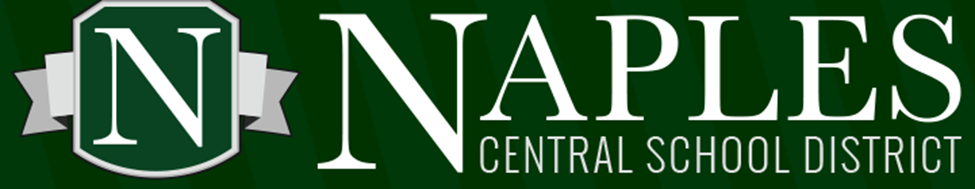 N
NAPLES
CENTRAL SCHOOL DISTRICT